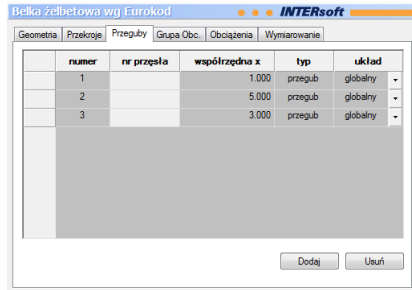 Belka żelbetowa wg Eurokod INTERsoft
Geometria Przekroje Przeguby Grupa Obc. Obciążenia Wymiarowanie
numer nr przęsła współrzędna x typ układ
1 1.000 przegub globalny
2 5.000 przegub globalny
3 3.000 przegub globalny
Dodaj Usuń